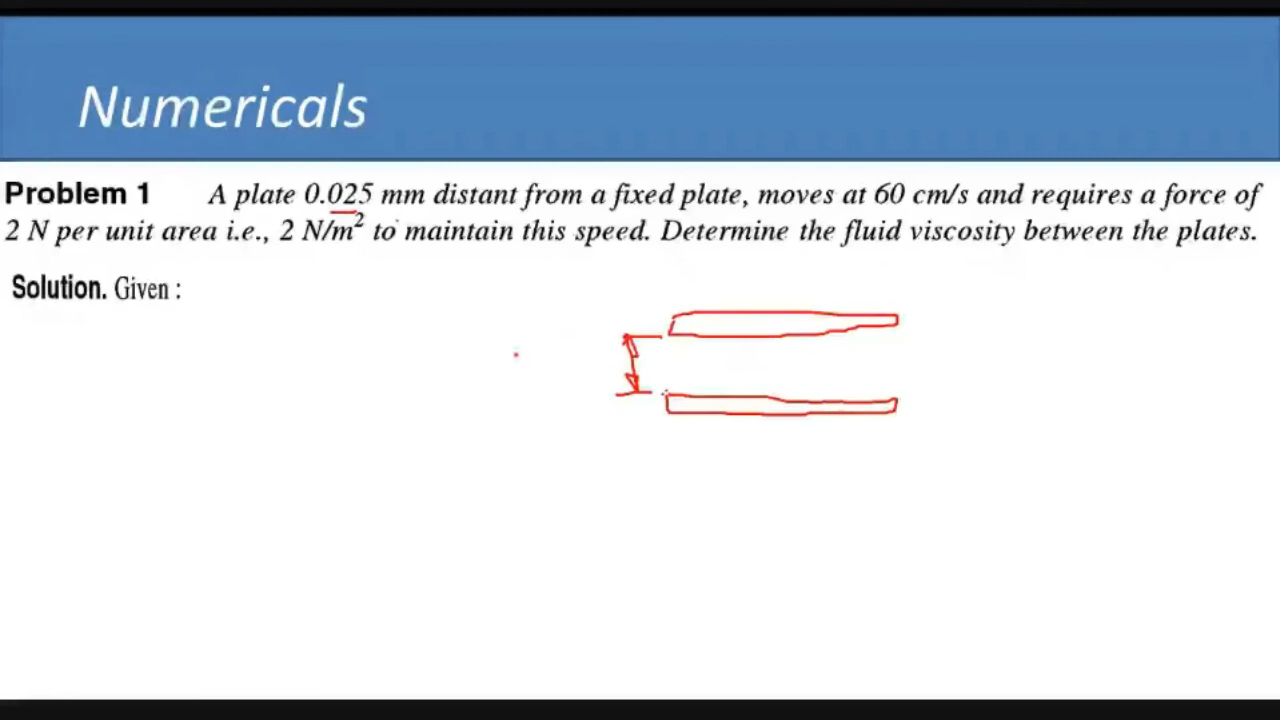 Numericals
Problem 1 A plate 0.025 mm distant from a fixed plate, moves at 60 cm/s and requires a force of
2 N per unit area i.e., 2 N/m² to maintain this speed. Determine the fluid viscosity between the plates.
Solution. Given :